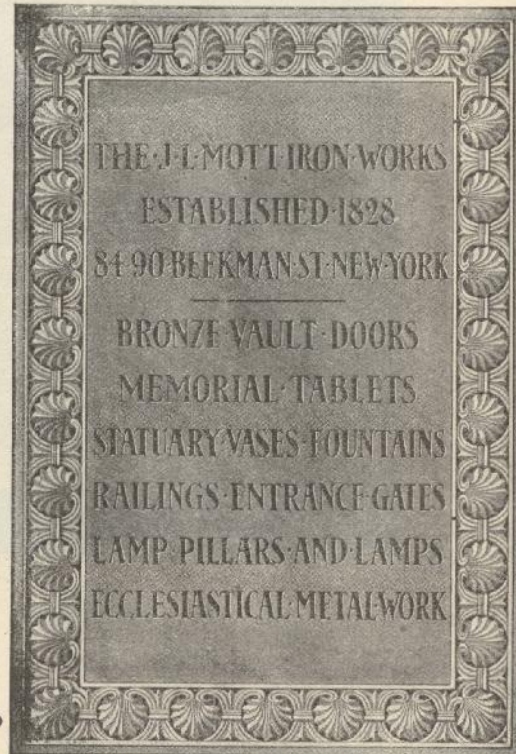 THE·J·L·MOTT·IRON·WORKS
ESTABLISHED·1828
84·90·BEEKMAN·ST·NEW·YORK
BRONZE·VAULT·DOORS
MEMORIAL·TABLETS
STATUARY·VASES·FOUNTAINS
RAILINGS·ENTRANCE·GATES
LAMP·PILLARS·AND·LAMPS
ECCLESIASTICAL·METAL·WORK